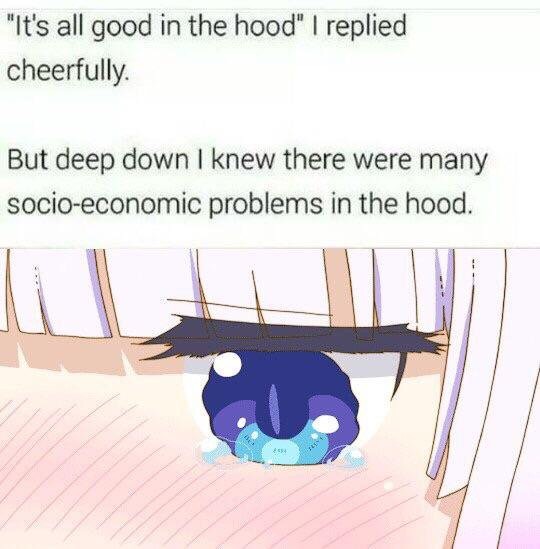 "It's all good in the hood" I replied
cheerfully.
But deep down I knew there were many
socio-economic problems in the hood.